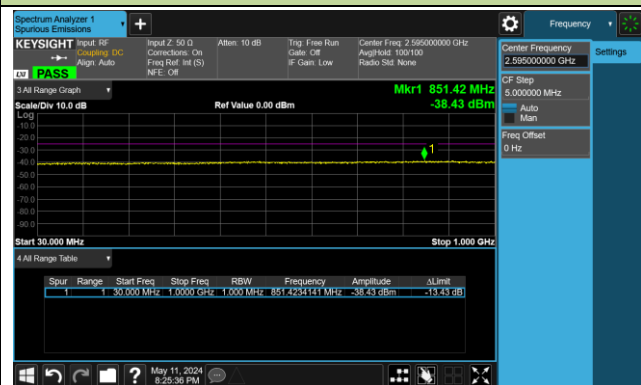 Spectrum Analyzer 1
Spurious Emissions
Frequency
KEYSIGHT
Input: RF
Coupling: DC
Align: Auto
Input Z: 50 Ω
Corrections: On
Freq Ref: Int (S)
NFE: Off
Atten: 10 dB
Trig: Free Run
Gate: Off
IF Gain: Low
Center Freq: 2.595000000 GHz
Avg|Hold: 100/100
Radio Std: None
LXI
PASS
Center Frequency
2.595000000 GHz
Settings
CF Step
5.000000 MHz
Auto
Man
Freq Offset
0 Hz
3 All Range Graph
Mkr1 851.42 MHz
-38.43 dBm
Scale/Div 10.0 dB
Ref Value 0.00 dBm
Log
-10.0
-20.0
-30.0
-40.0
-50.0
-60.0
-70.0
-80.0
-90.0
1
Start 30.000 MHz
Stop 1.000 GHz
4 All Range Table
Spur Range Start Freq Stop Freq RBW Frequency Amplitude ΔLimit
1 1 30.000 MHz 1.0000 GHz 1.000 MHz 851.4234141 MHz -38.43 dBm -13.43 dB
?
May 11, 2024
8:25:36 PM